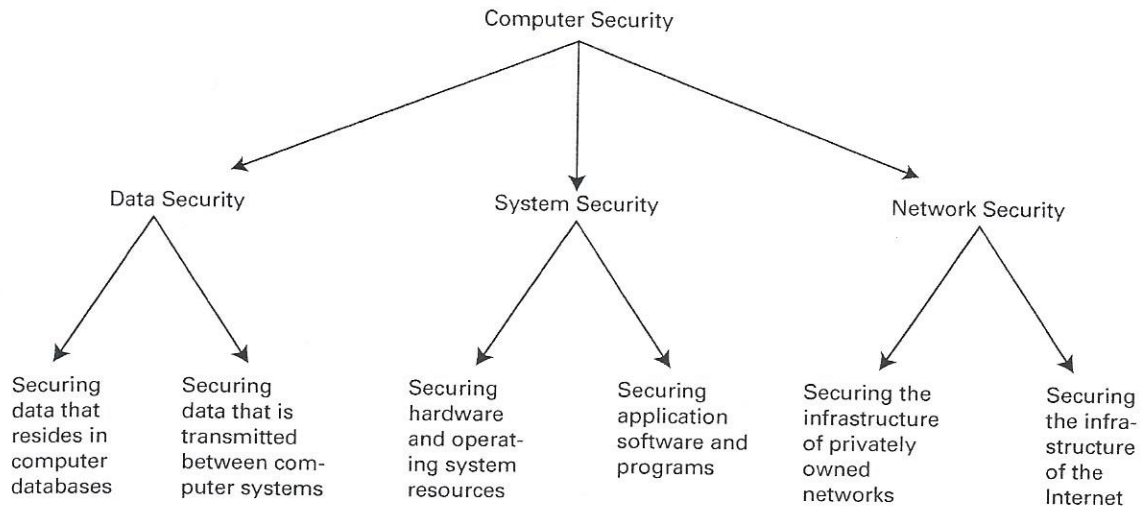 Computer Security
Data Security
System Security
Network Security
Securing
data that
resides in
computer
databases
Securing
data that is
transmitted
between com-
puter systems
Securing
hardware
and operat-
ing system
resources
Securing
application
software and
programs
Securing the
infrastructure
of privately
owned
networks
Securing
the infra-
structure
of the
Internet